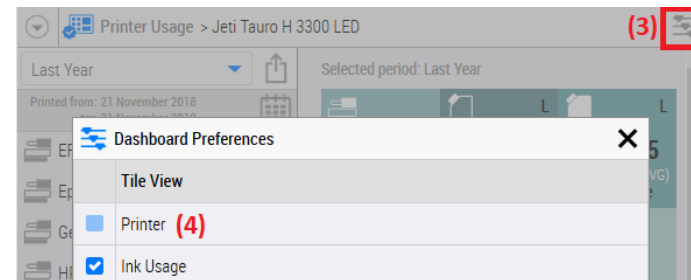 Printer Usage > Jeti Tauro H 3300 LED (3)
Last Year
Selected period: Last Year
Printed from: 21 November 2018
L L
Dashboard Preferences
5
Tile View
VG)
Printer (4)
Ink Usage